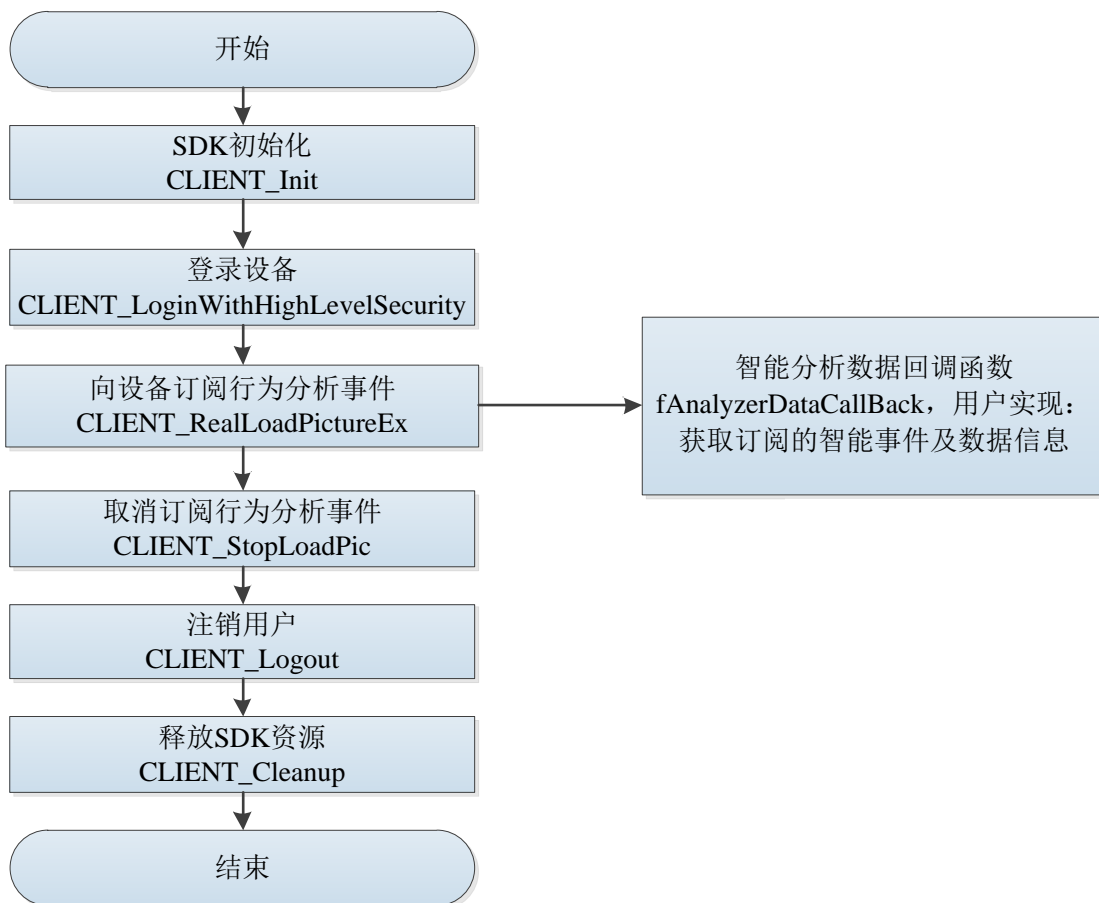 开始
SDK初始化
CLIENT_Init
登录设备
CLIENT_LoginWithHighLevelSecurity
向设备订阅行为分析事件
CLIENT_RealLoadPictureEx
智能分析数据回调函数
fAnalyzerDataCallBack，用户实现：
获取订阅的智能事件及数据信息
取消订阅行为分析事件
CLIENT_StopLoadPic
注销用户
CLIENT_Logout
释放SDK资源
CLIENT_Cleanup
结束